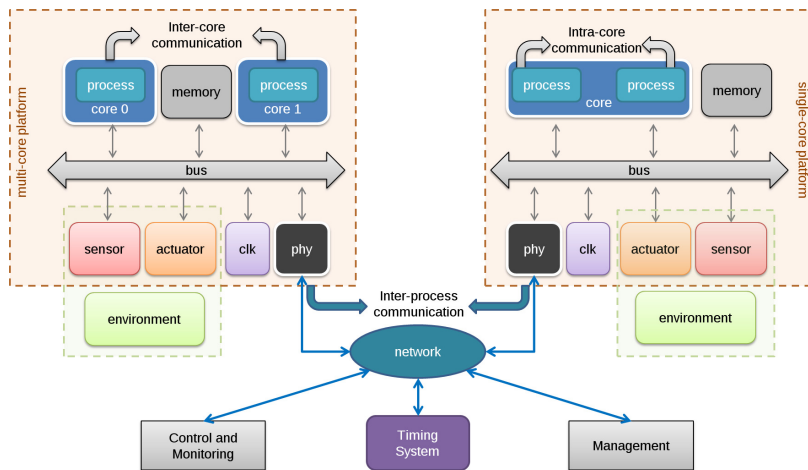 Inter-core
communication
process
core 0
memory
process
core 1
multi-core platform
bus
sensor
actuator
clk
phy
environment
Intra-core
communication
process
process
core
memory
single-core platform
bus
phy
clk
actuator
sensor
environment
Inter-process
communication
network
Control and
Monitoring
Timing
System
Management